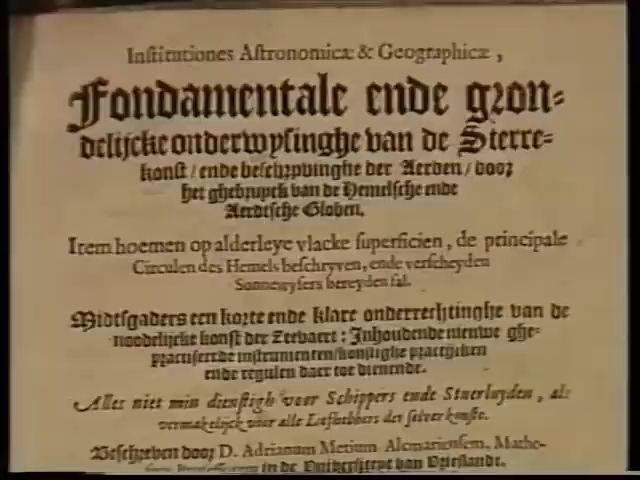 Institutiones Astronomicæ & Geographicæ,
Fondamentale ende gron-
delijcke onderwysinghe van de Sterre-
konst / ende beschryvinghe der Aerden / door
het ghebruyck van de Hemelsche ende
Aerdtsche Globen.
Item hoemen op alderleye vlacke superficien, de principale
Circulen des Hemels beschryven, ende verscheyden
Sonnewysers bereyden sal.
Midtsgaders een korte ende klare onderrechtinghe van de
noodelijcke konst der Zeevaert: Inhoudende nieuwe ghe-
practiseerde instrumenten / konstighe practijcken
ende regulen daer toe dienende.
Alles niet min dienstigh voor Schippers ende Stuerluyden, als
vermakelijck voor alle Liefhebbers der selver konste.
Beschreven door D. Adrianum Metium Alcmariensem, Mathe-
in de Universiteyt van Vrieslandt.